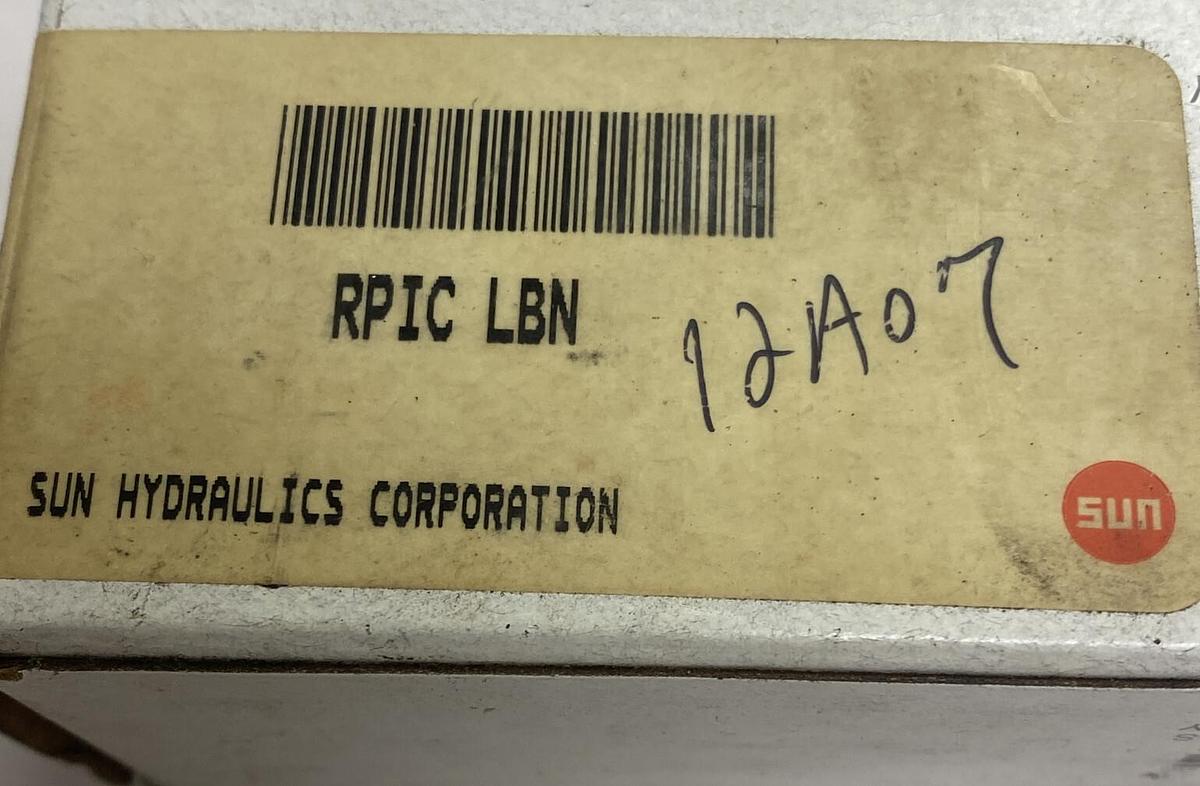 RPIC LBN
12A07
SUN HYDRAULICS CORPORATION
sun